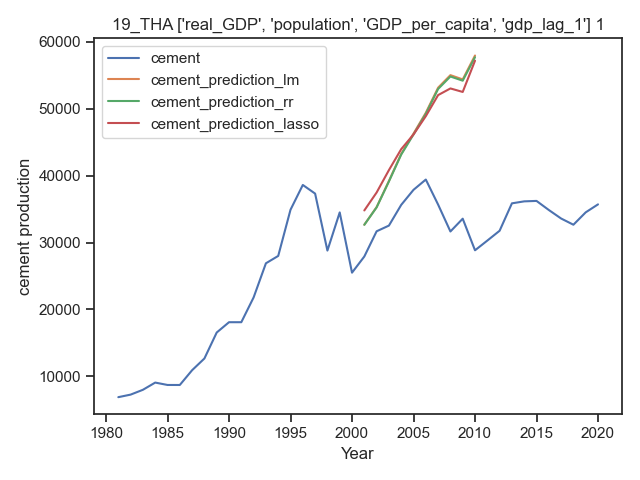 19_THA ['real_GDP', 'population', 'GDP_per_capita', 'gdp_lag_1'] 1
60000
50000
40000
30000
20000
10000
cement production
cement
cement_prediction_lm
cement_prediction_rr
cement_prediction_lasso
1980 1985 1990 1995 2000 2005 2010 2015 2020
Year